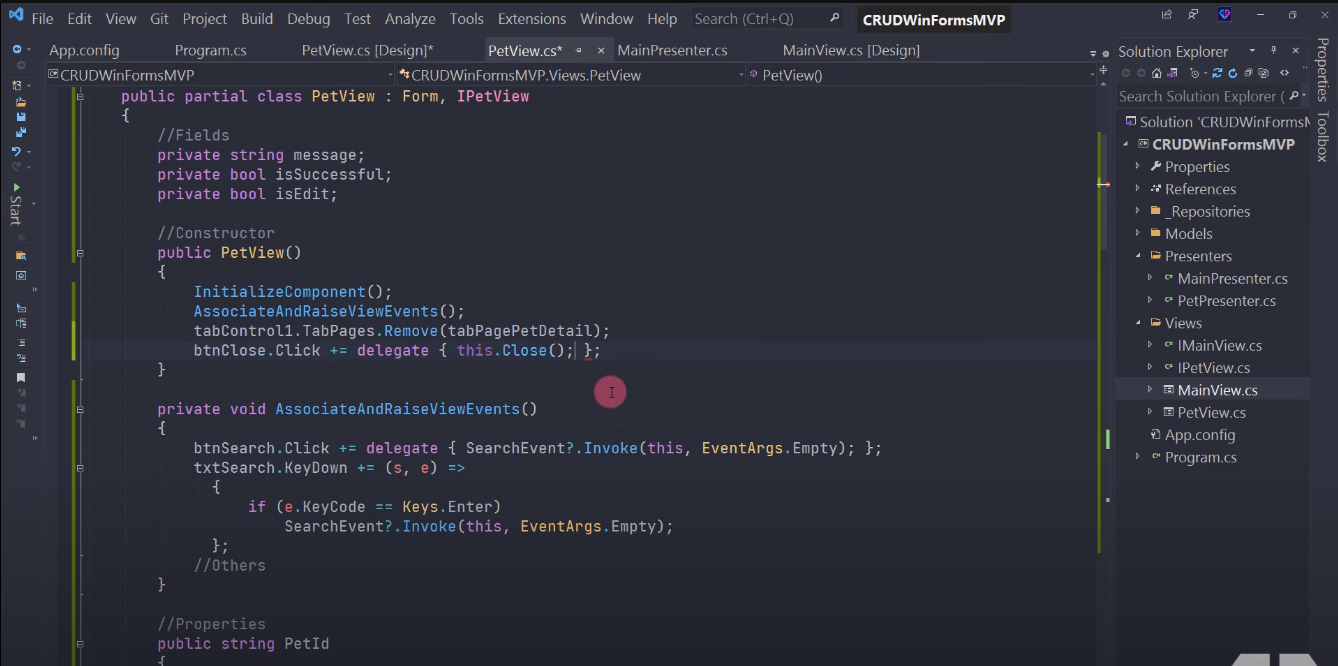 File Edit View Git Project Build Debug Test Analyze Tools Extensions Window Help Search (Ctrl+Q) CRUDWinFormsMVP
App.config Program.cs PetView.cs [Design]* PetView.cs* MainPresenter.cs MainView.cs [Design]
CRUDWinFormsMVP CRUDWinFormsMVP.Views.PetView PetView()
Start
public partial class PetView : Form, IPetView
{
//Fields
private string message;
private bool isSuccessful;
private bool isEdit;
//Constructor
public PetView()
{
InitializeComponent();
AssociateAndRaiseViewEvents();
tabControl1.TabPages.Remove(tabPagePetDetail);
btnClose.Click += delegate { this.Close(); };
}
private void AssociateAndRaiseViewEvents()
{
btnSearch.Click += delegate { SearchEvent?.Invoke(this, EventArgs.Empty); };
txtSearch.KeyDown += (s, e) =>
{
if (e.KeyCode == Keys.Enter)
SearchEvent?.Invoke(this, EventArgs.Empty);
};
//Others
}
//Properties
public string PetId
{
Solution Explorer
Search Solution Explorer (
Solution 'CRUDWinFormsM
CRUDWinFormsMVP
Properties
References
_Repositories
Models
Presenters
MainPresenter.cs
PetPresenter.cs
Views
IMainView.cs
IPetView.cs
MainView.cs
PetView.cs
App.config
Program.cs
Properties
Toolbox